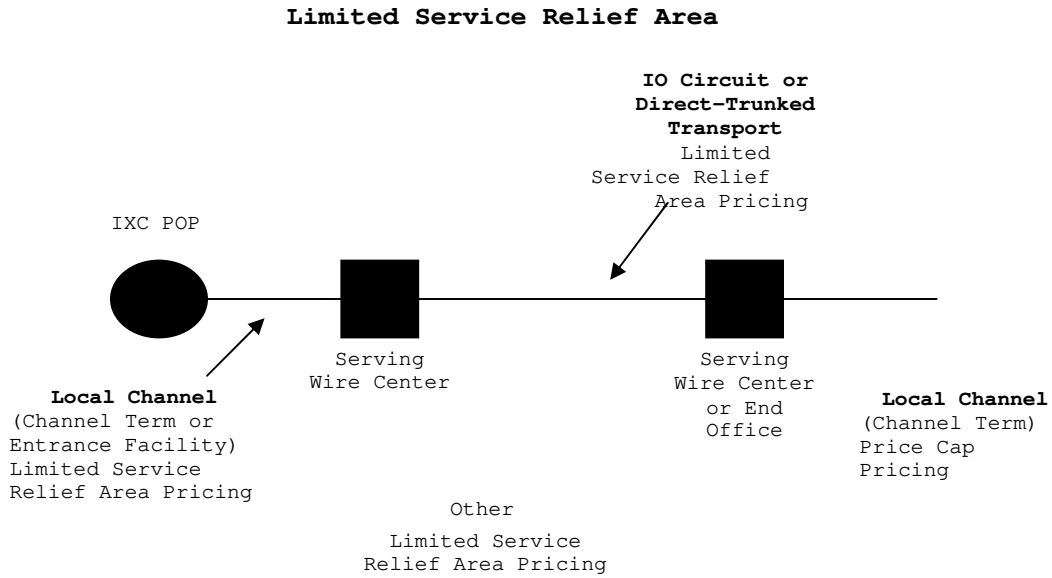 Limited Service Relief Area
IO Circuit or
Direct-Trunked
Transport
Limited
Service Relief
Area Pricing
IXC POP
Serving
Wire Center
Serving
Wire Center
or End
Office
Local Channel
(Channel Term or
Entrance Facility)
Limited Service
Relief Area Pricing
Local Channel
(Channel Term)
Price Cap
Pricing
Other
Limited Service
Relief Area Pricing